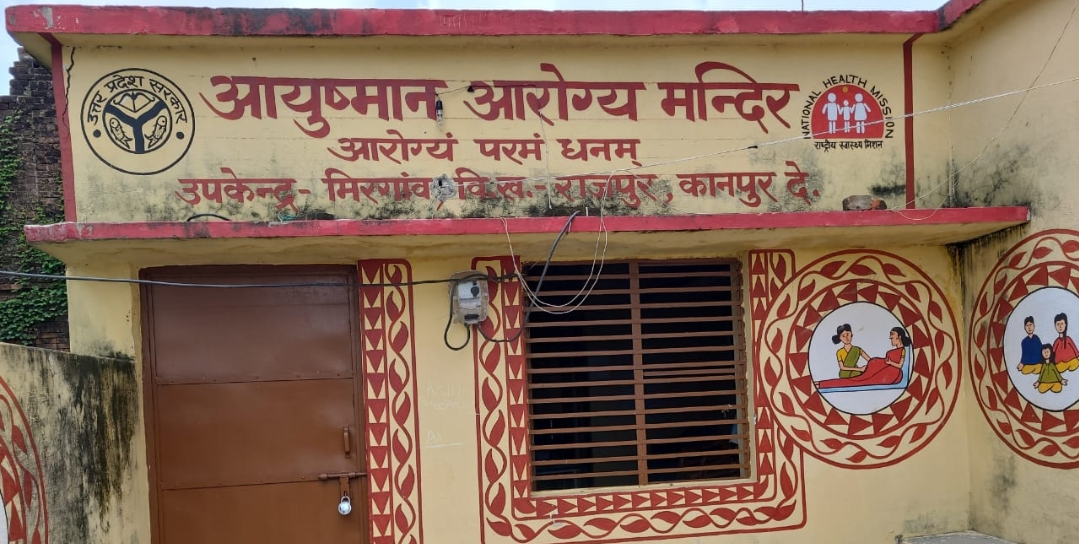 उत्तर प्रदेश सरकार
आयुष्मान आरोग्य मन्दिर
आरोग्यं परमं धनम्
उपकेन्द्र- मिरगांव वि.ख.- राजपुर, कानपुर दे.
NATIONAL HEALTH MISSION
राष्ट्रीय स्वास्थ्य मिशन